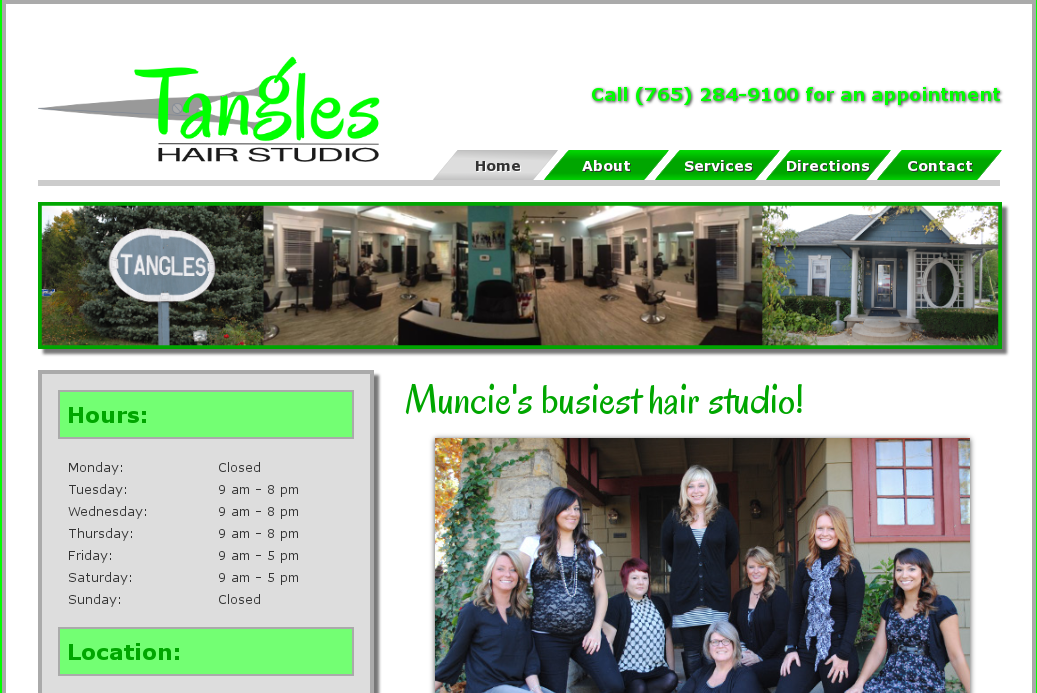 Tangles
HAIR STUDIO
Call (765) 284-9100 for an appointment
Home About Services Directions Contact
TANGLES
Muncie's busiest hair studio!
Hours:
Monday: Closed
Tuesday: 9 am – 8 pm
Wednesday: 9 am – 8 pm
Thursday: 9 am – 8 pm
Friday: 9 am – 5 pm
Saturday: 9 am – 5 pm
Sunday: Closed
Location: